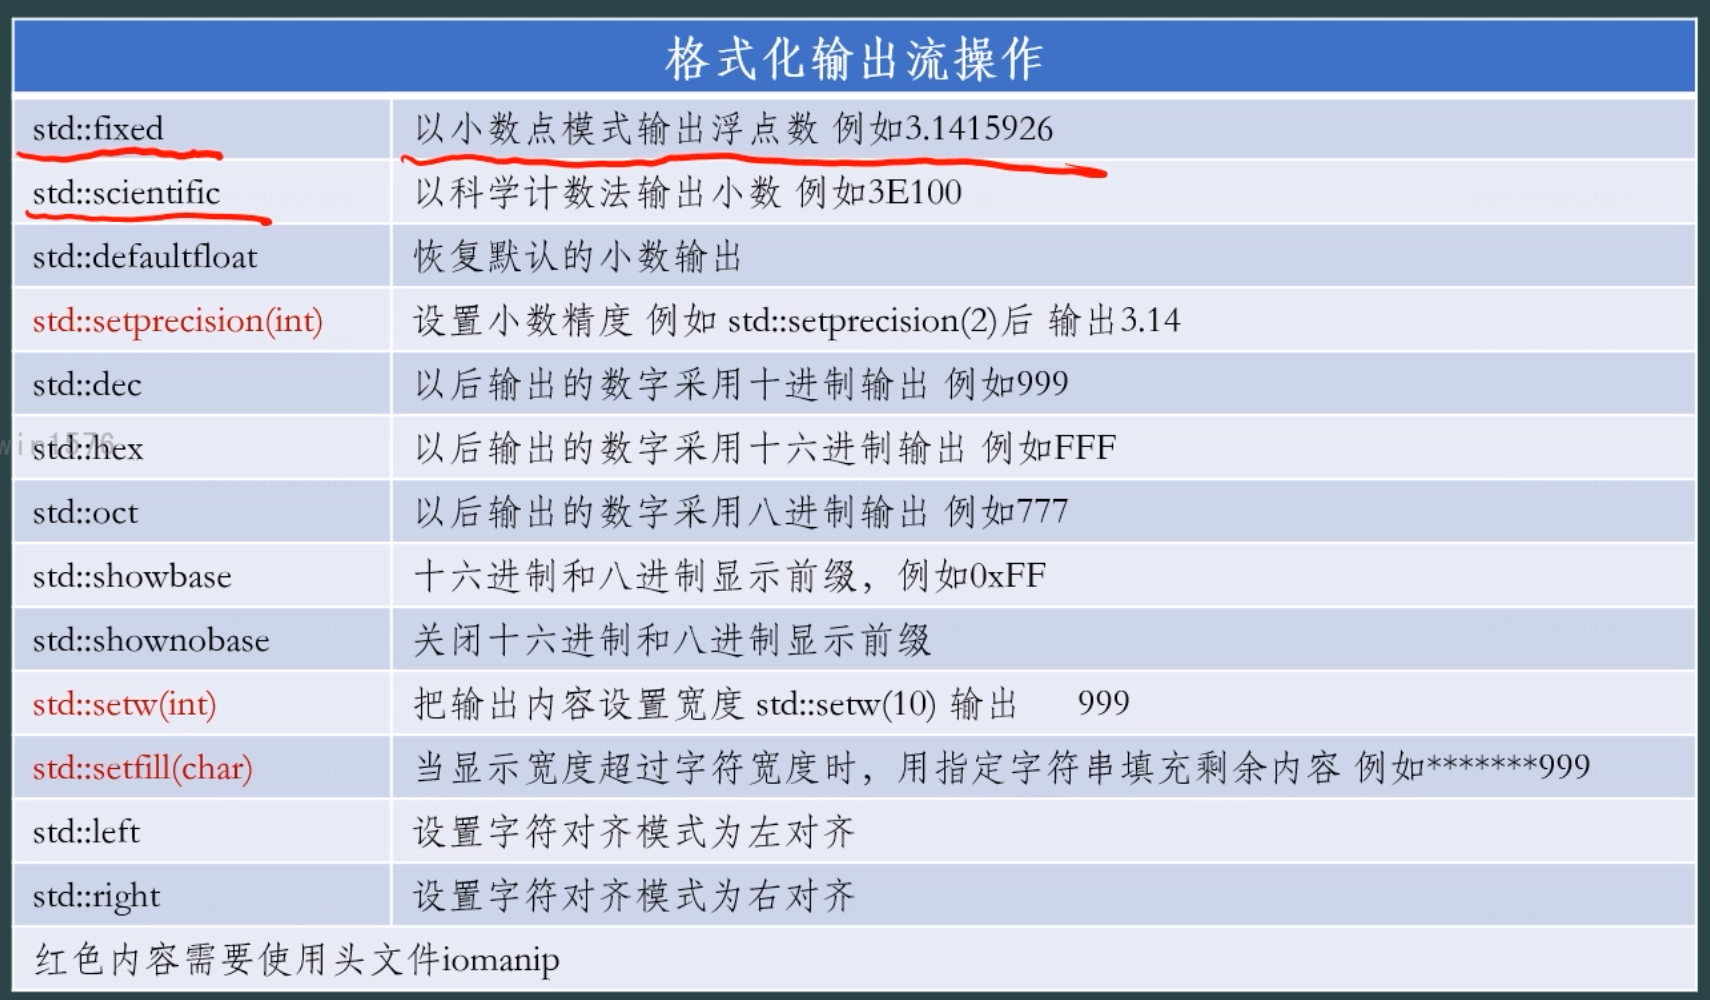 格式化输出流操作
std::fixed 以小数点模式输出浮点数 例如3.1415926
std::scientific 以科学计数法输出小数 例如3E100
std::defaultfloat 恢复默认的小数输出
std::setprecision(int) 设置小数精度 例如 std::setprecision(2)后 输出3.14
std::dec 以后输出的数字采用十进制输出 例如999
std::hex 以后输出的数字采用十六进制输出 例如FFF
std::oct 以后输出的数字采用八进制输出 例如777
std::showbase 十六进制和八进制显示前缀，例如0xFF
std::shownobase 关闭十六进制和八进制显示前缀
std::setw(int) 把输出内容设置宽度 std::setw(10) 输出 999
std::setfill(char) 当显示宽度超过字符宽度时，用指定字符串填充剩余内容 例如*******999
std::left 设置字符对齐模式为左对齐
std::right 设置字符对齐模式为右对齐
红色内容需要使用头文件iomanip